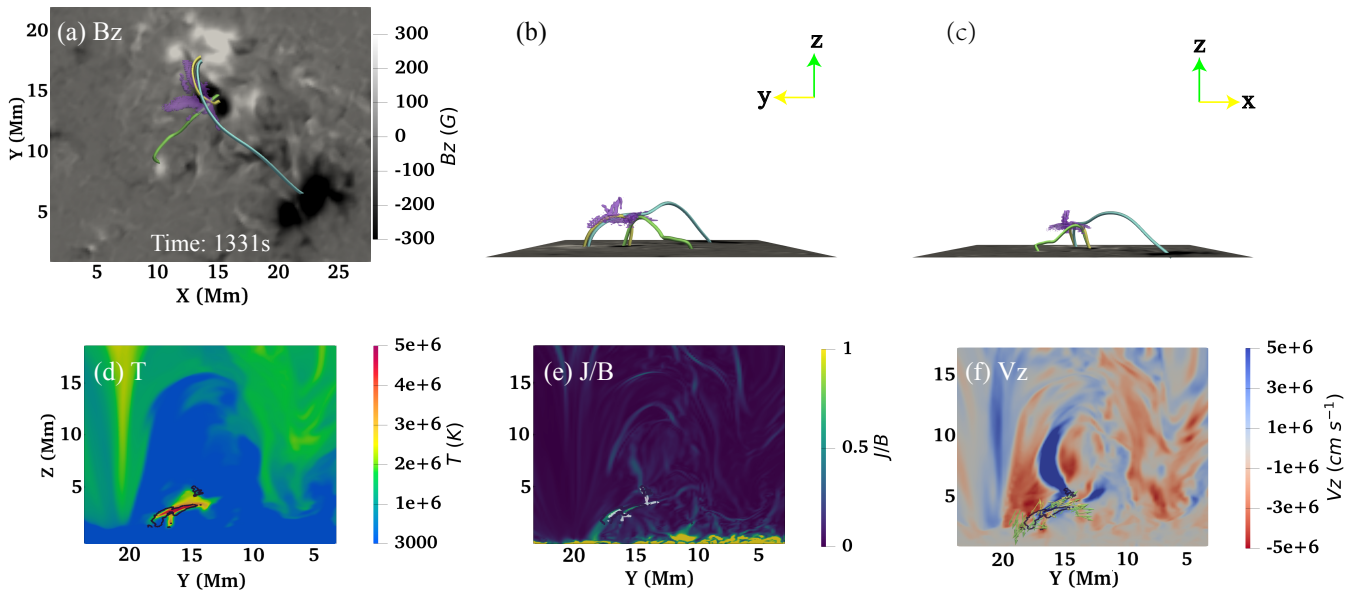 (a) Bz
20
15
10
5
Y (Mm)
5
10
15
20
25
X (Mm)
Time: 1331s
300
200
100
0
-100
-200
-300
Bz (G)
(b)
z
y
(c)
z
x
(d) T
15
10
5
Z (Mm)
20
15
10
5
Y (Mm)
5e+6
4e+6
3e+6
2e+6
1e+6
3000
T (K)
(e) J/B
15
10
5
20
15
10
5
Y (Mm)
1
0.5
0
J/B
(f) Vz
15
10
5
20
15
10
5
Y (Mm)
5e+6
3e+6
1e+6
-1e+6
-3e+6
-5e+6
Vz (cm s⁻¹)